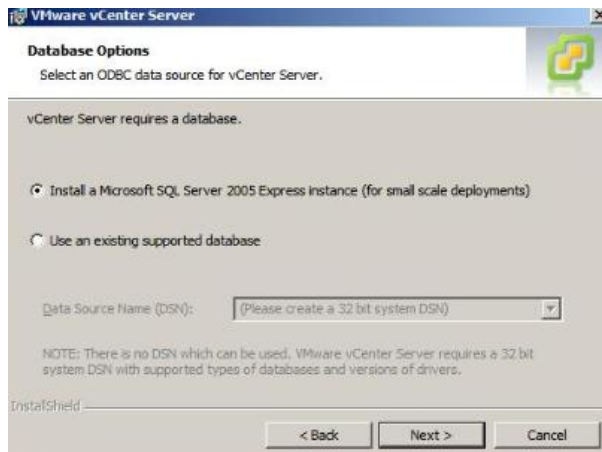 VMware vCenter Server
Database Options
Select an ODBC data source for vCenter Server.
vCenter Server requires a database.
Install a Microsoft SQL Server 2005 Express instance (for small scale deployments)
Use an existing supported database
Data Source Name (DSN): (Please create a 32 bit system DSN)
NOTE: There is no DSN which can be used. VMware vCenter Server requires a 32 bit
system DSN with supported types of databases and versions of drivers.
InstallShield
< Back Next > Cancel